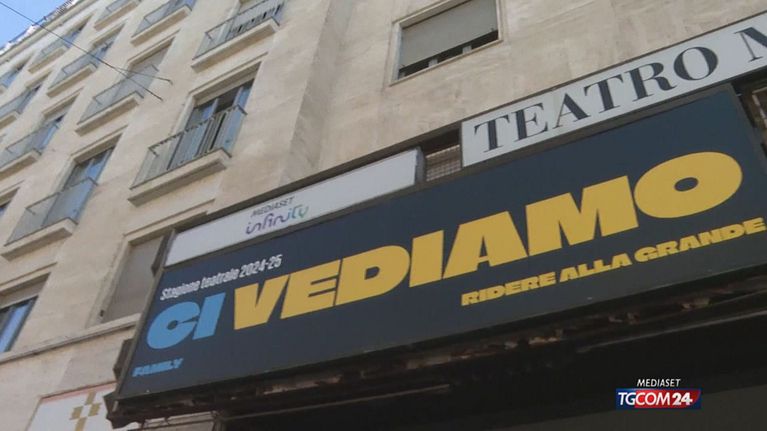 TEATRO
MEDIASET
infinity
Stagione teatrale 2024-25
CI VEDIAMO
RIDERE ALLA GRANDE
FAMILY
MEDIASET
TGCOM24